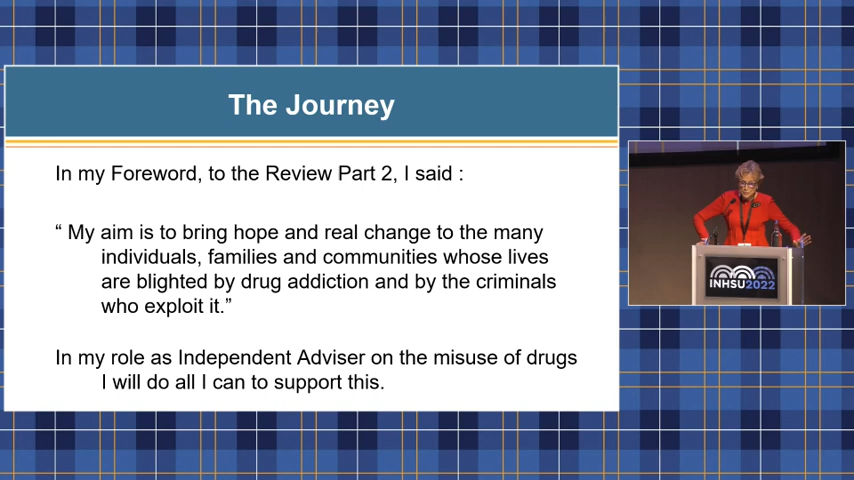 The Journey
In my Foreword, to the Review Part 2, I said :
“ My aim is to bring hope and real change to the many
individuals, families and communities whose lives
are blighted by drug addiction and by the criminals
who exploit it.”
In my role as Independent Adviser on the misuse of drugs
I will do all I can to support this.
INHSU2022